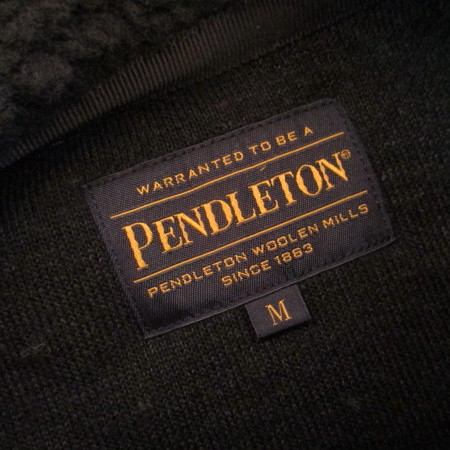 WARRANTED TO BE A
PENDLETON®
PENDLETON WOOLEN MILLS
SINCE 1863
M